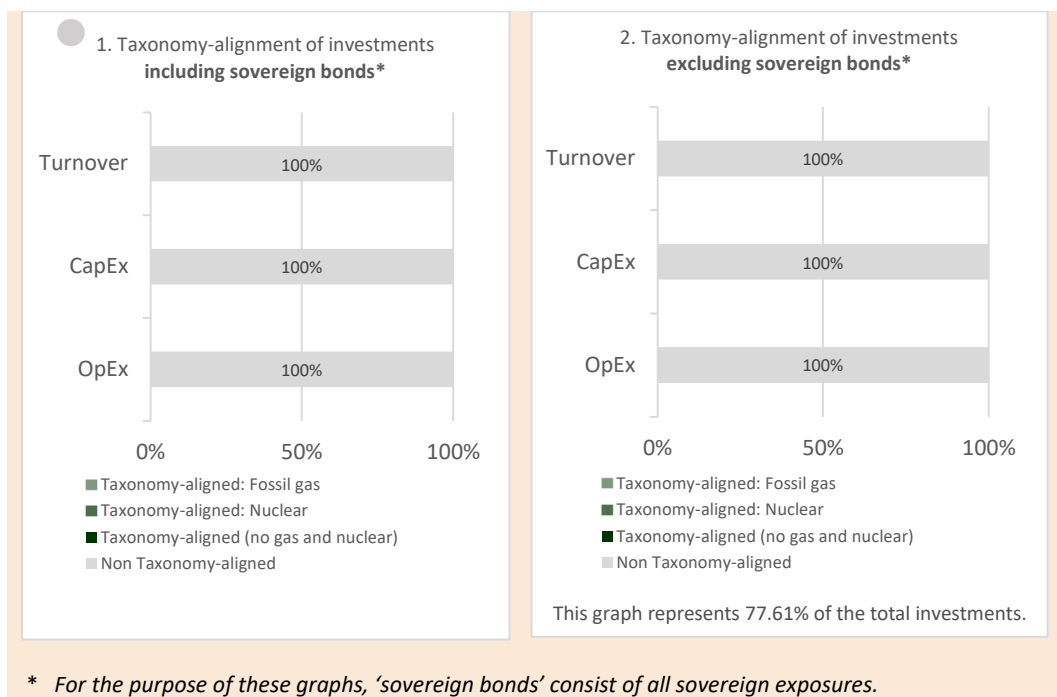 1. Taxonomy-alignment of investments
including sovereign bonds*
Turnover
100%
CapEx
100%
OpEx
100%
0%
50%
100%
Taxonomy-aligned: Fossil gas
Taxonomy-aligned: Nuclear
Taxonomy-aligned (no gas and nuclear)
Non Taxonomy-aligned
2. Taxonomy-alignment of investments
excluding sovereign bonds*
Turnover
100%
CapEx
100%
OpEx
100%
0%
50%
100%
Taxonomy-aligned: Fossil gas
Taxonomy-aligned: Nuclear
Taxonomy-aligned (no gas and nuclear)
Non Taxonomy-aligned
This graph represents 77.61% of the total investments.
* For the purpose of these graphs, ‘sovereign bonds’ consist of all sovereign exposures.